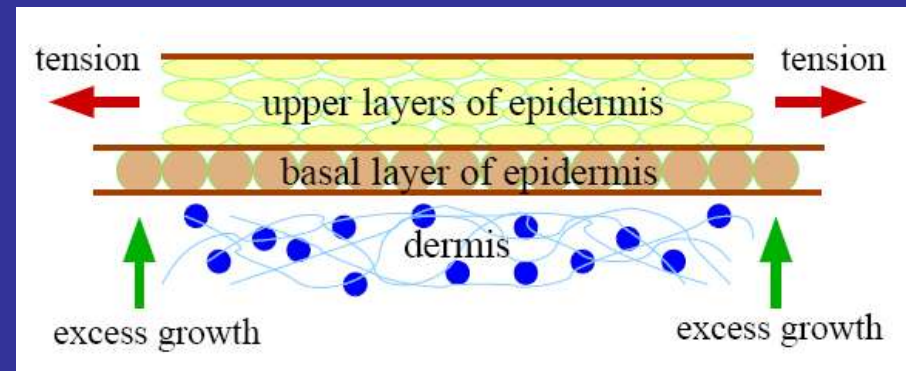 tension
tension
upper layers of epidermis
basal layer of epidermis
dermis
excess growth
excess growth